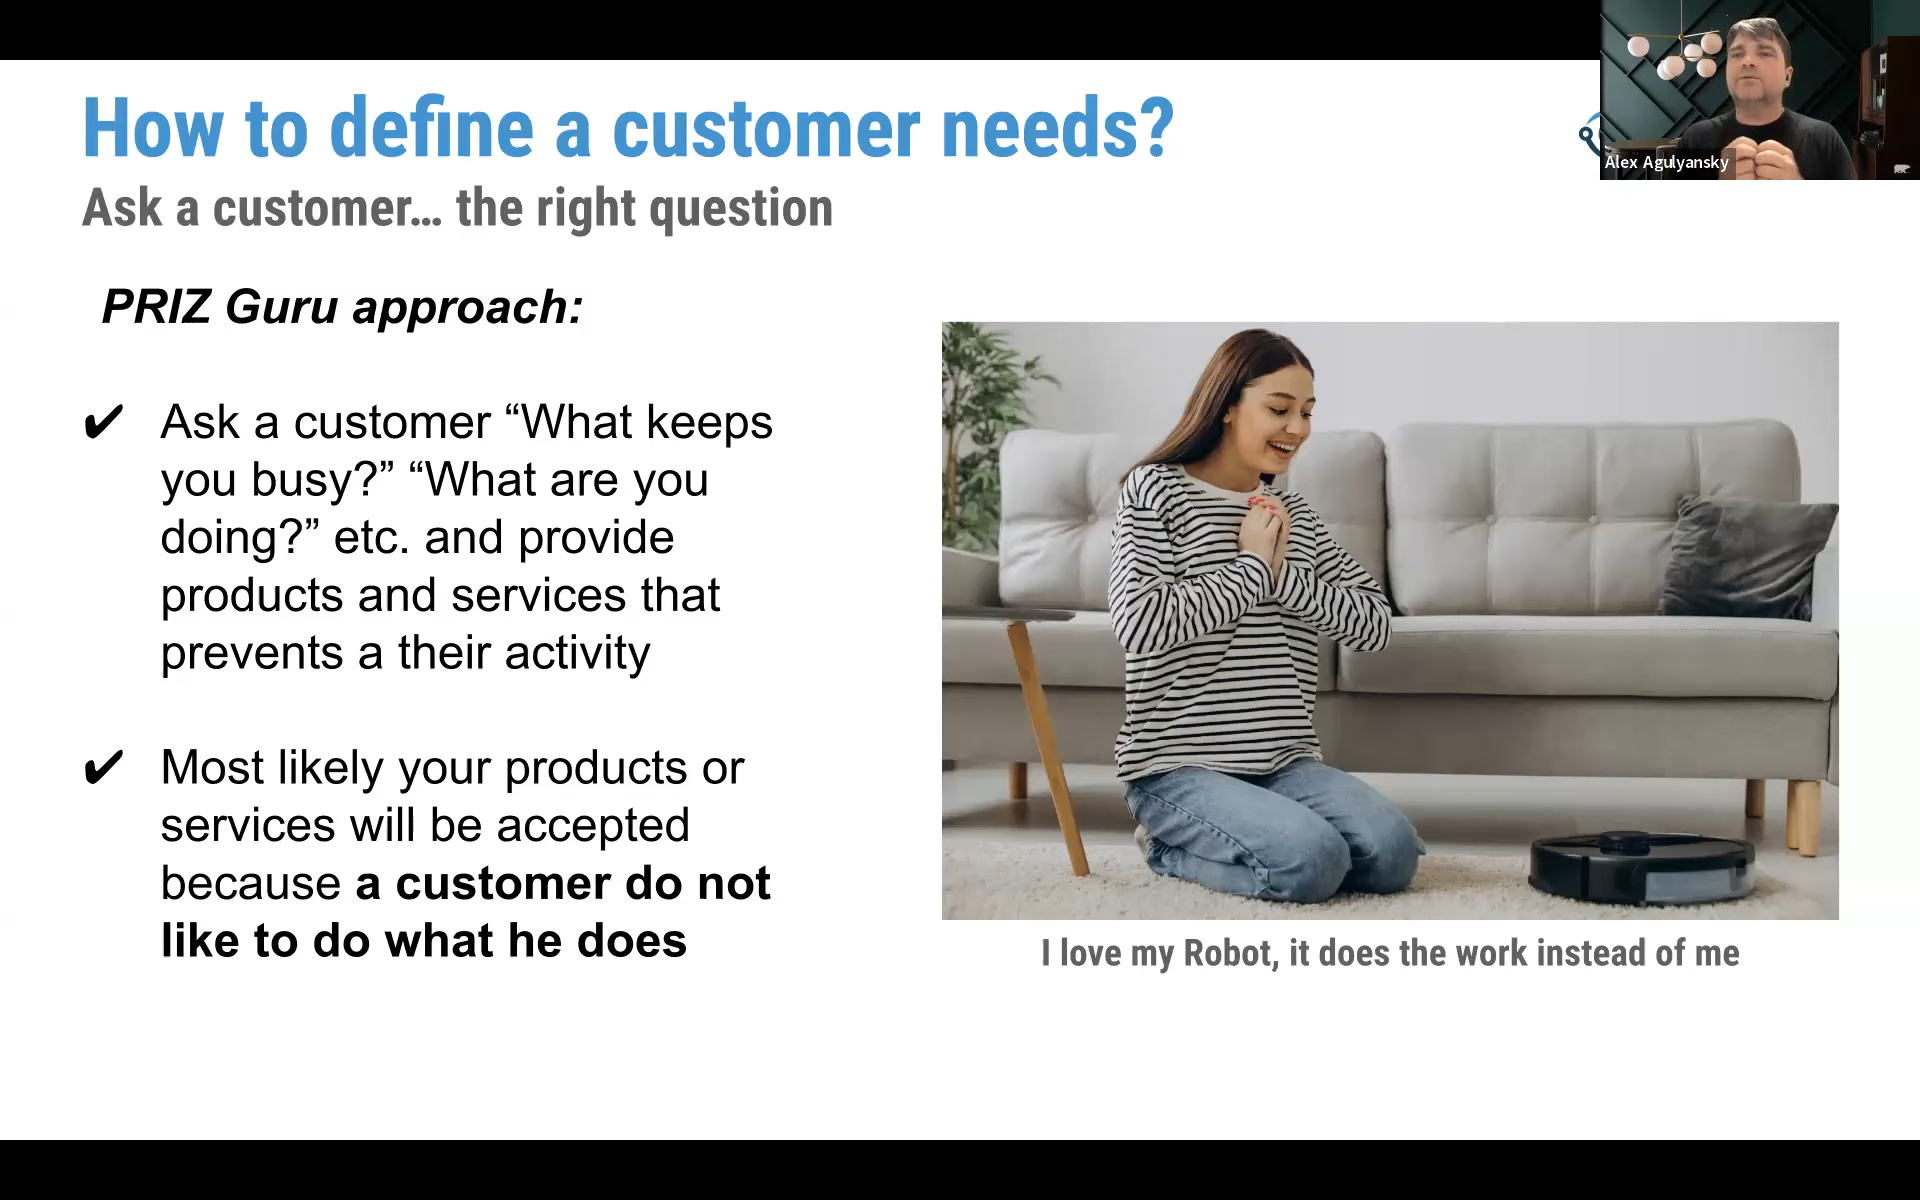 How to define a customer needs?
Ask a customer... the right question
PRIZ Guru approach:
✔ Ask a customer “What keeps
you busy?” “What are you
doing?” etc. and provide
products and services that
prevents a their activity
✔ Most likely your products or
services will be accepted
because a customer do not
like to do what he does
I love my Robot, it does the work instead of me
Alex Agulyansky